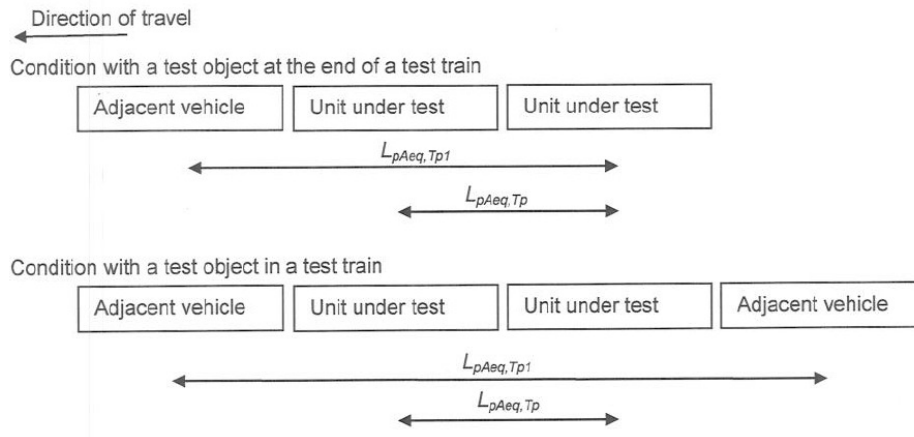 Direction of travel
Condition with a test object at the end of a test train
Adjacent vehicle Unit under test Unit under test
LpAeq,Tp1
LpAeq,Tp
Condition with a test object in a test train
Adjacent vehicle Unit under test Unit under test Adjacent vehicle
LpAeq,Tp1
LpAeq,Tp